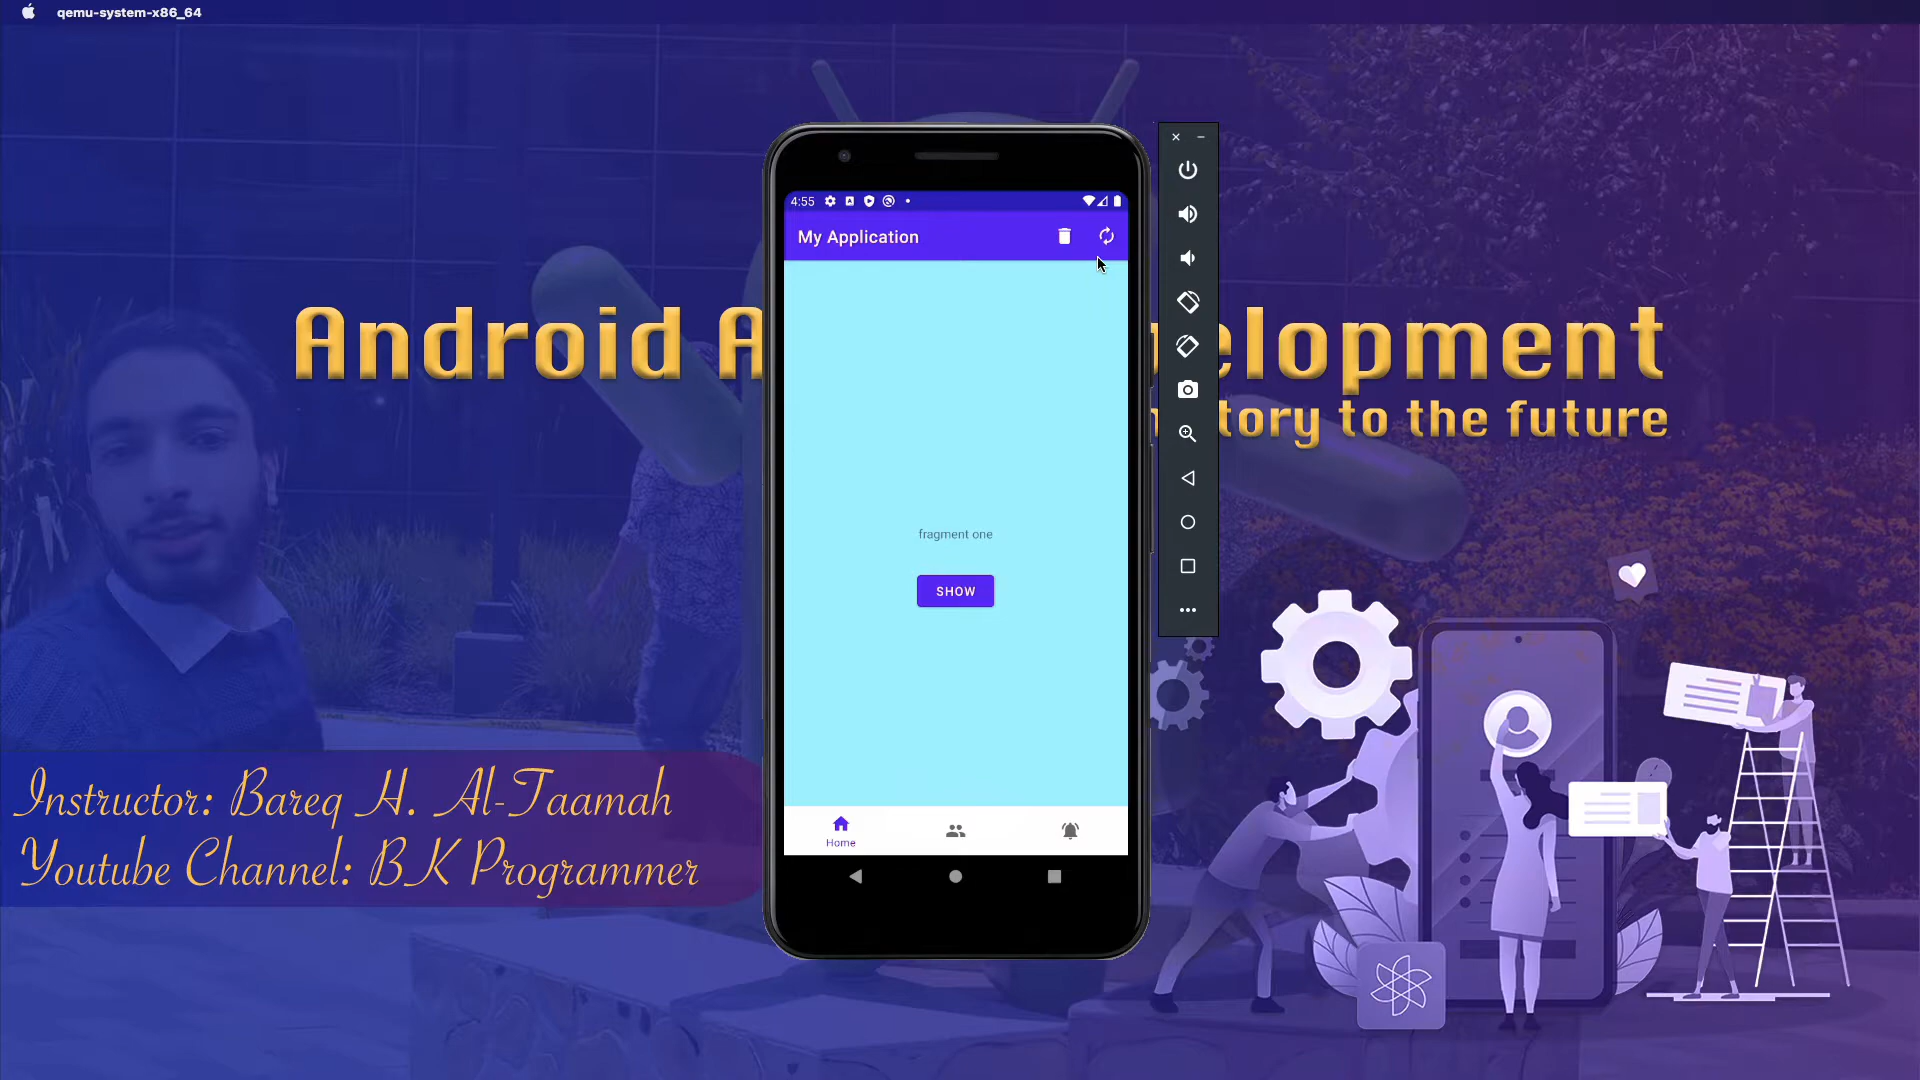 qemu-system-x86_64
4:55
My Application
Android A
elopment
tory to the future
fragment one
SHOW
Instructor: Bareq H. Al-Taamah
Youtube Channel: BK Programmer
Home